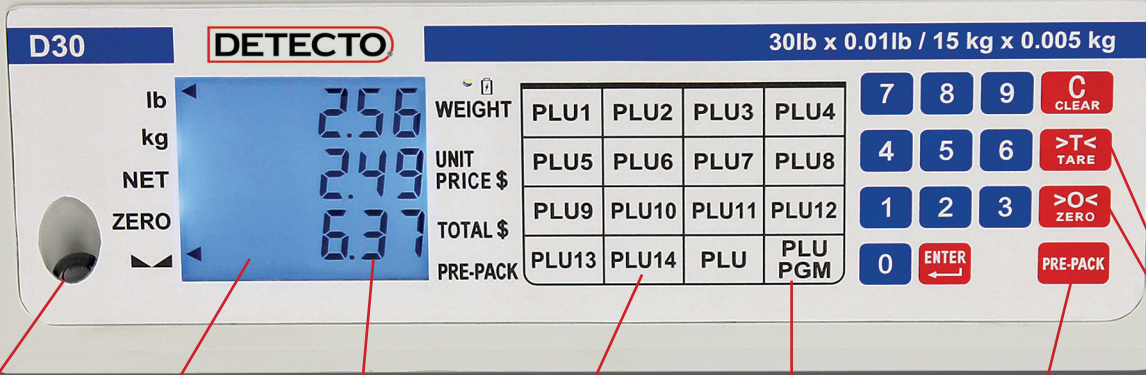 D30
DETECTO
30lb x 0.01lb / 15 kg x 0.005 kg
lb
kg
NET
ZERO
2.56
2.49
6.37
WEIGHT
UNIT
PRICE $
TOTAL $
PRE-PACK
PLU1 PLU2 PLU3 PLU4
PLU5 PLU6 PLU7 PLU8
PLU9 PLU10 PLU11 PLU12
PLU13 PLU14 PLU PLU
PGM
7 8 9 C
CLEAR
4 5 6 >T<
TARE
1 2 3 >O<
ZERO
0 ENTER PRE-PACK